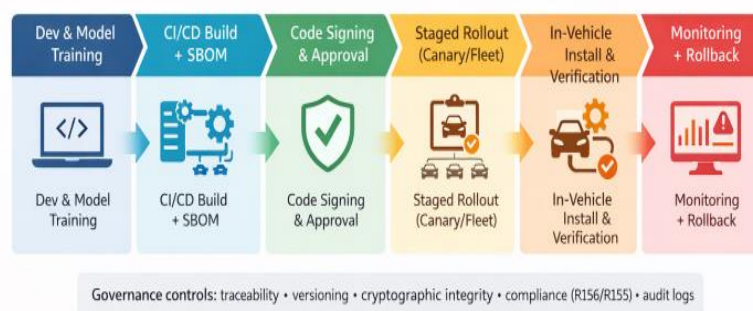 Dev & Model
Training
CI/CD Build
+ SBOM
Code Signing
& Approval
Staged Rollout
(Canary/Fleet)
In-Vehicle
Install &
Verification
Monitoring
+ Rollback
</>
Dev & Model
Training
CI/CD Build
+ SBOM
Code Signing
& Approval
Staged Rollout
(Canary/Fleet)
In-Vehicle
Install &
Verification
Monitoring
+ Rollback
Governance controls: traceability • versioning • cryptographic integrity • compliance (R156/R155) • audit logs